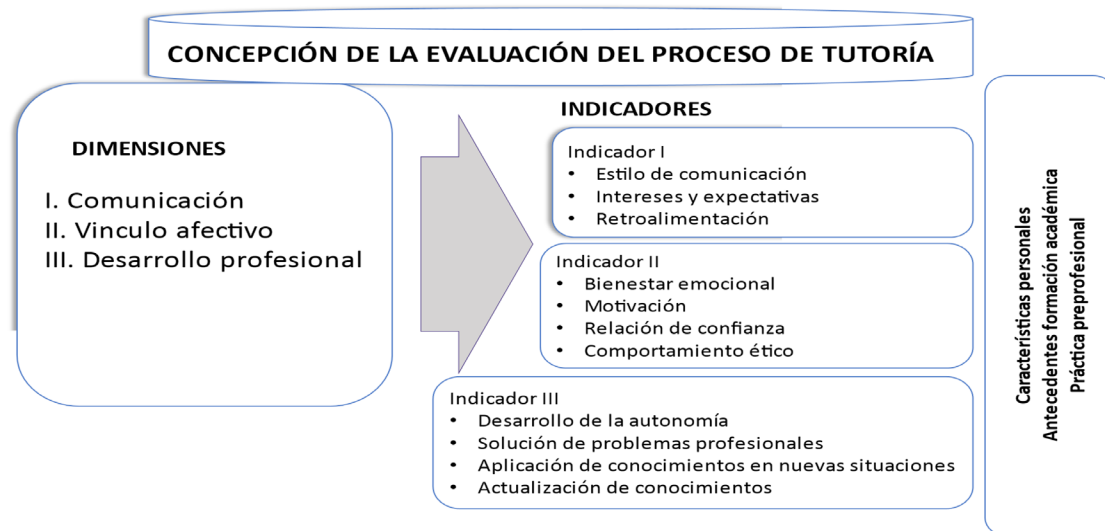 CONCEPCIÓN DE LA EVALUACIÓN DEL PROCESO DE TUTORÍA
DIMENSIONES
I. Comunicación
II. Vinculo afectivo
III. Desarrollo profesional
INDICADORES
Indicador I
• Estilo de comunicación
• Intereses y expectativas
• Retroalimentación
Indicador II
• Bienestar emocional
• Motivación
• Relación de confianza
• Comportamiento ético
Indicador III
• Desarrollo de la autonomía
• Solución de problemas profesionales
• Aplicación de conocimientos en nuevas situaciones
• Actualización de conocimientos
Características personales
Antecedentes formación académica
Práctica preprofesional